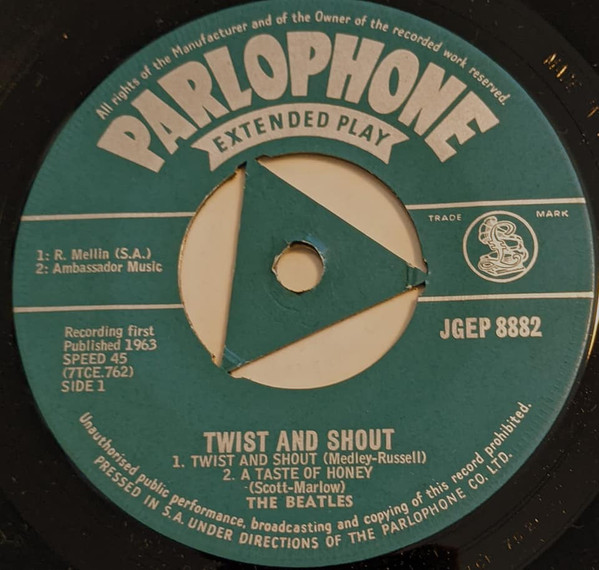 All rights of the Manufacturer and of the Owner of the recorded work reserved.
PARLOPHONE
EXTENDED PLAY
TRADE MARK
1: R. Mellin (S.A.)
2: Ambassador Music
Recording first
Published 1963
SPEED 45
(7TCE.762)
SIDE 1
JGEP 8882
TWIST AND SHOUT
1. TWIST AND SHOUT (Medley-Russell)
2. A TASTE OF HONEY
(Scott-Marlow)
THE BEATLES
Unauthorised public performance, broadcasting and copying of this record prohibited.
PRESSED IN S.A. UNDER DIRECTIONS OF THE PARLOPHONE CO. LTD.